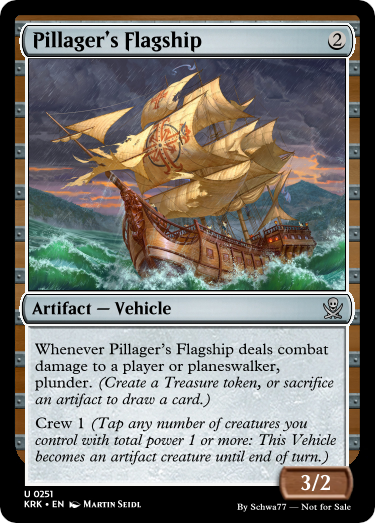 Pillager's Flagship 2
Artifact — Vehicle
Whenever Pillager's Flagship deals combat
damage to a player or planeswalker,
plunder. (Create a Treasure token, or sacrifice
an artifact to draw a card.)
Crew 1 (Tap any number of creatures you
control with total power 1 or more: This Vehicle
becomes an artifact creature until end of turn.)
3/2
U 0251
KRK • EN Martin Seidl
By Schwa77 — Not for Sale